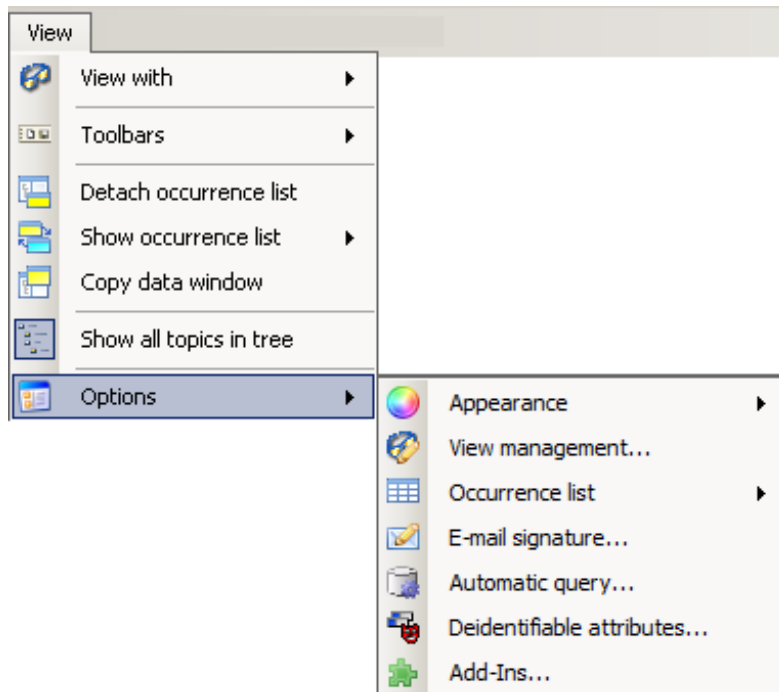 View
View with
Toolbars
Detach occurrence list
Show occurrence list
Copy data window
Show all topics in tree
Options
Appearance
View management...
Occurrence list
E-mail signature...
Automatic query...
Deidentifiable attributes...
Add-Ins...